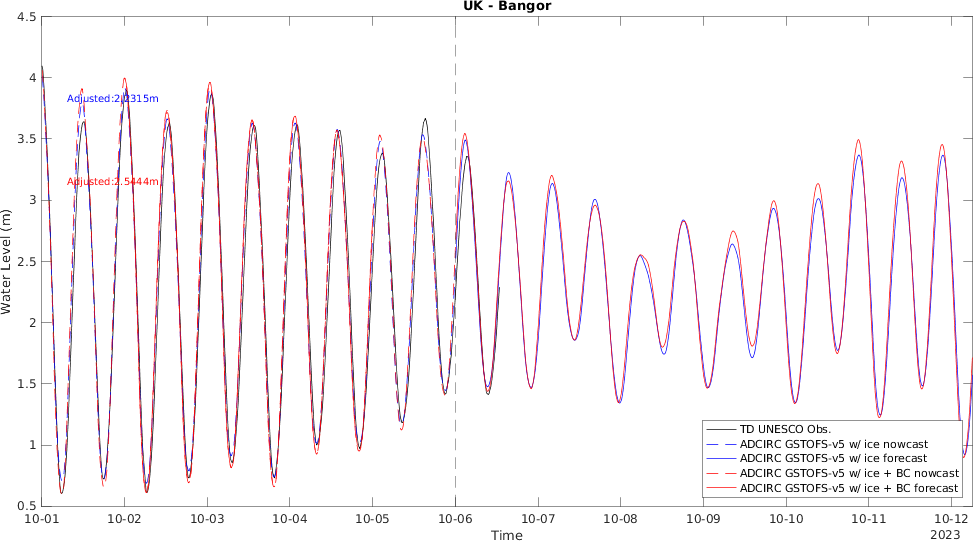 UK - Bangor
4.5
4
3.5
3
2.5
2
1.5
1
0.5
Water Level (m)
Adjusted:2.2315m
Adjusted:2.5444m
TD UNESCO Obs.
ADCIRC GSTOFS-v5 w/ ice nowcast
ADCIRC GSTOFS-v5 w/ ice forecast
ADCIRC GSTOFS-v5 w/ ice + BC nowcast
ADCIRC GSTOFS-v5 w/ ice + BC forecast
10-01 10-02 10-03 10-04 10-05 10-06 10-07 10-08 10-09 10-10 10-11 10-12
Time
2023